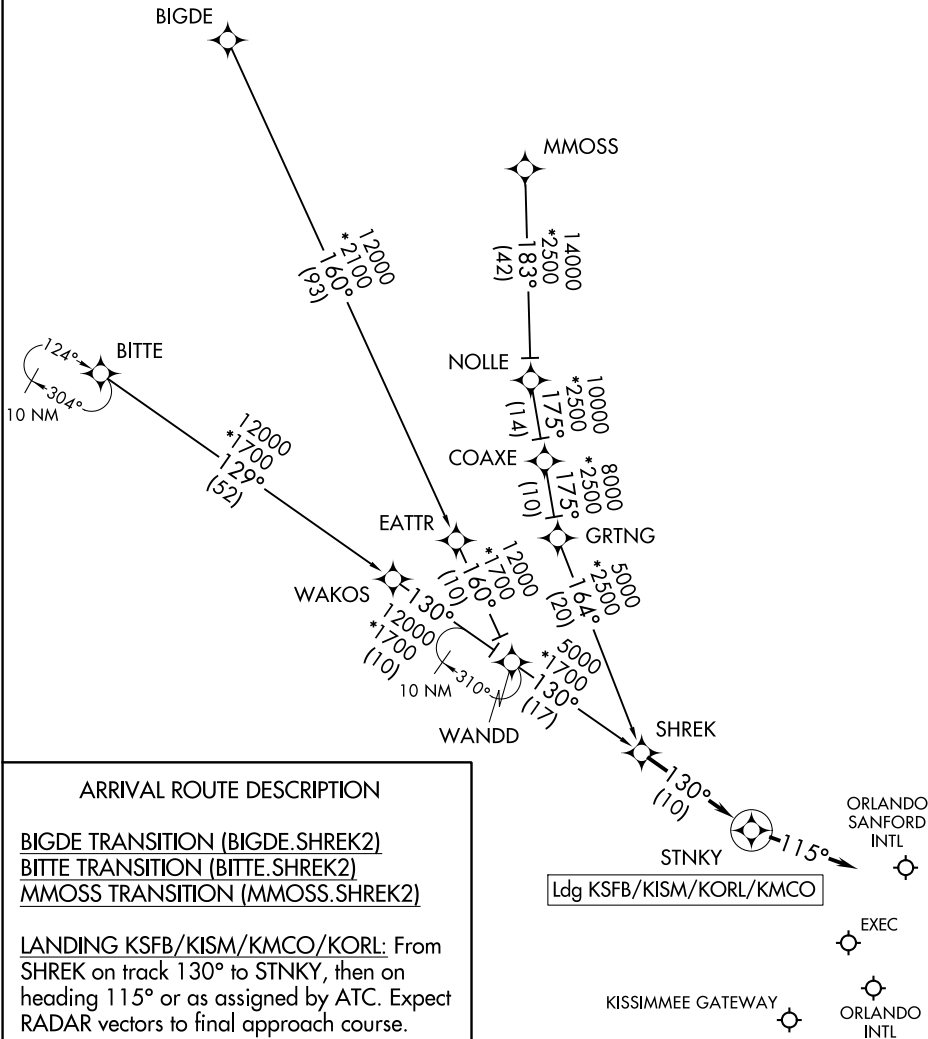 BIGDE
MMOSS
12000
*2100
160°
(93)
14000
*2500
183°
(42)
124°
304°
10 NM
BITTE
NOLLE
10000
*2500
175°
(14)
12000
*1700
129°
(52)
COAXE
8000
*2500
175°
(10)
EATTR
GRTNG
12000
*1700
160°
(10)
5000
*2500
164°
(20)
WAKOS
130°
12000
*1700
(10)
310°
10 NM
5000
*1700
130°
(17)
WANDD
SHREK
130°
(10)
STNKY
115°
Ldg KSFB/KISM/KORL/KMCO
ORLANDO
SANFORD
INTL
EXEC
KISSIMMEE GATEWAY
ORLANDO
INTL
ARRIVAL ROUTE DESCRIPTION
BIGDE TRANSITION (BIGDE.SHREK2)
BITTE TRANSITION (BITTE.SHREK2)
MMOSS TRANSITION (MMOSS.SHREK2)
LANDING KSFB/KISM/KMCO/KORL: From
SHREK on track 130° to STNKY, then on
heading 115° or as assigned by ATC. Expect
RADAR vectors to final approach course.